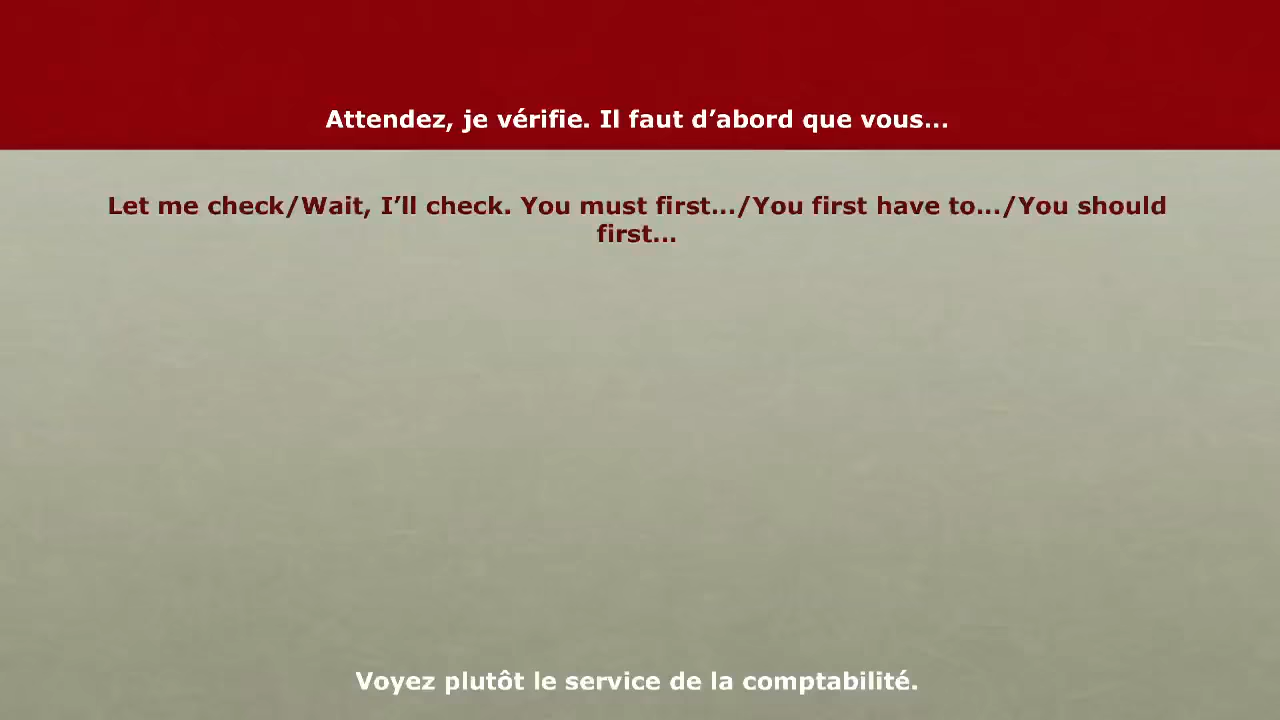 Attendez, je vérifie. Il faut d’abord que vous...
Let me check/Wait, I’ll check. You must first.../You first have to.../You should
first...
Voyez plutôt le service de la comptabilité.